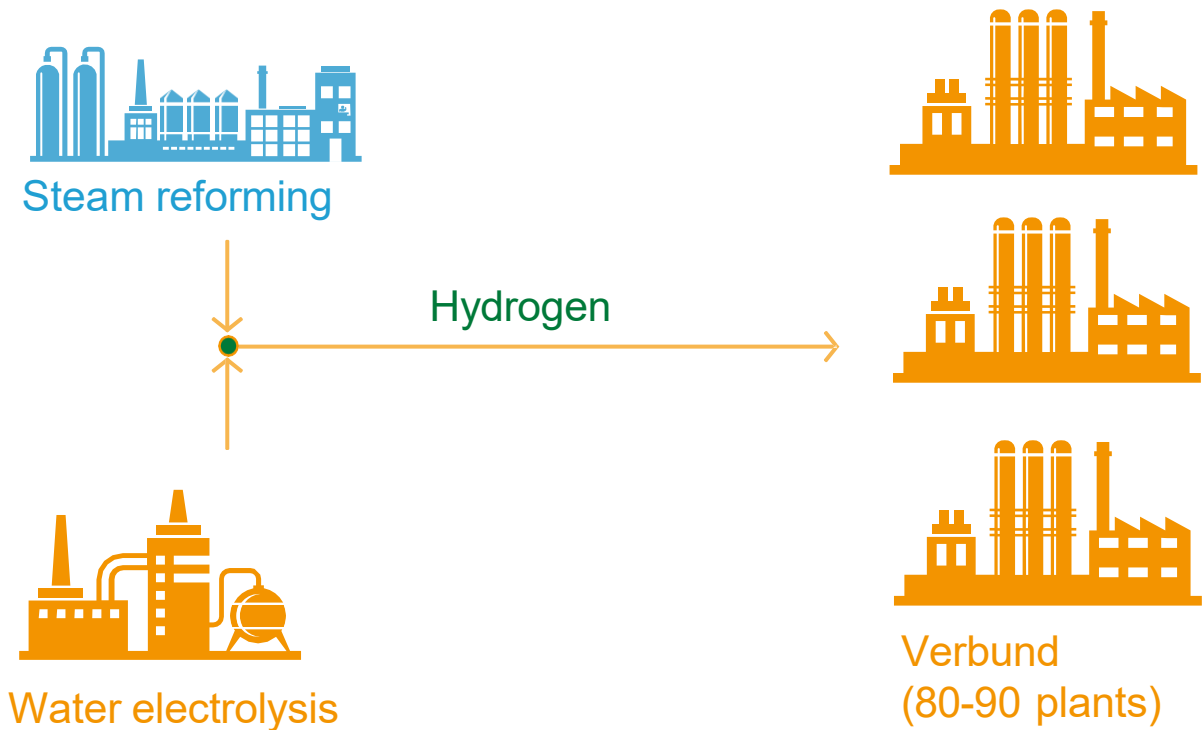 Steam reforming
Hydrogen
Water electrolysis
Verbund
(80-90 plants)